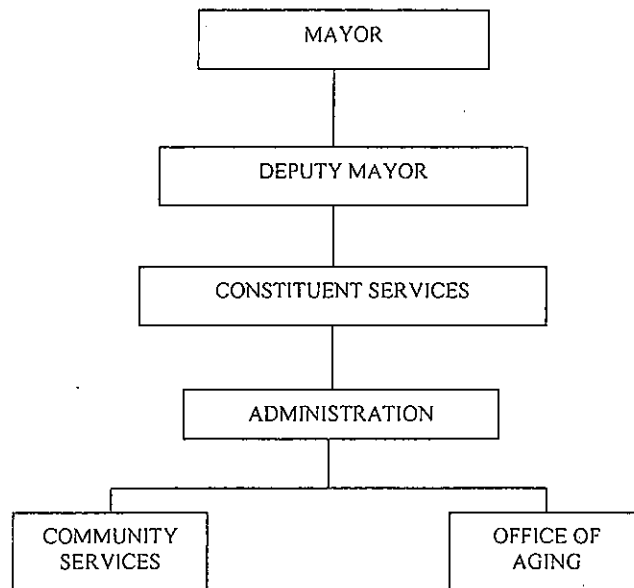 MAYOR
DEPUTY MAYOR
CONSTITUENT SERVICES
ADMINISTRATION
COMMUNITY
SERVICES
OFFICE OF
AGING